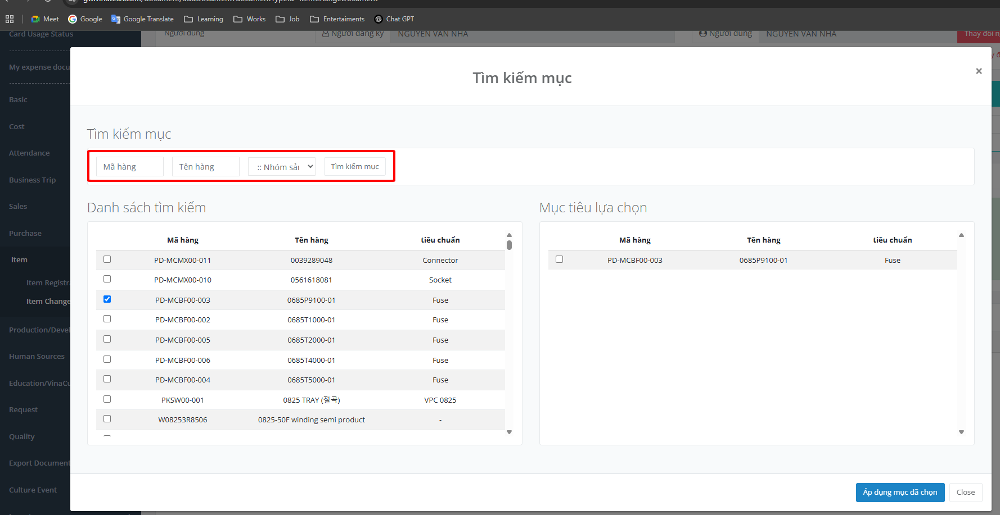 Meet
Google
Google Translate
Learning
Works
Job
Entertaiments
Chat GPT
Card Usage Status
My expense docu
Basic
Cost
Attendance
Business Trip
Sales
Purchase
Item
Item Registra
Item Change
Production/Devel
Human Sources
Education/VinaCu
Request
Quality
Export Document
Culture Event
Người dùng
Người đăng ký
NGUYEN VAN NHA
Người dùng
NGUYEN VAN NHA
Tìm kiếm mục
×
Tìm kiếm mục
Mã hàng
Tên hàng
:: Nhóm sản
Tìm kiếm mục
Danh sách tìm kiếm
Mã hàng Tên hàng tiêu chuẩn
PD-MCMX00-011 0039289048 Connector
PD-MCMX00-010 0561618081 Socket
PD-MCBF00-003 0685P9100-01 Fuse
PD-MCBF00-002 0685T1000-01 Fuse
PD-MCBF00-005 0685T2000-01 Fuse
PD-MCBF00-006 0685T4000-01 Fuse
PD-MCBF00-004 0685T5000-01 Fuse
PKSW00-001 0825 TRAY (절곡) VPC 0825
W08253R8506 0825-50F winding semi product -
Mục tiêu lựa chọn
Mã hàng Tên hàng tiêu chuẩn
PD-MCBF00-003 0685P9100-01 Fuse
Áp dụng mục đã chọn
Close